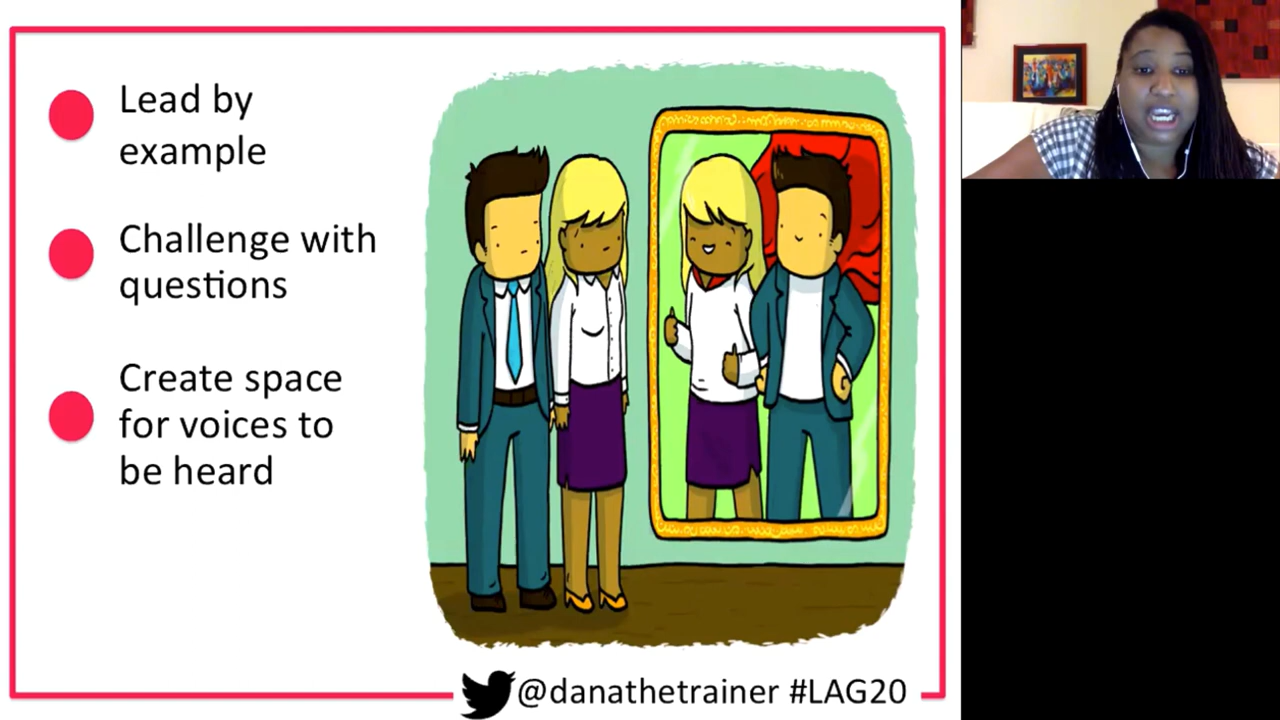 Lead by
example
Challenge with
questions
Create space
for voices to
be heard
@danathetrainer #LAG20